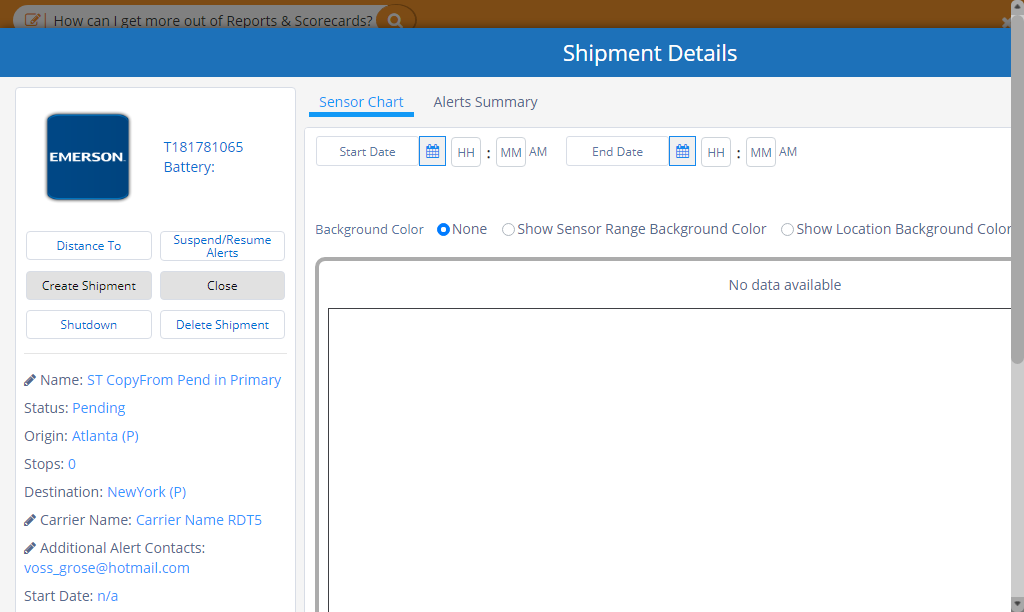 How can I get more out of Reports & Scorecards?
Shipment Details
EMERSON.
T181781065
Battery:
Distance To
Suspend/Resume Alerts
Create Shipment
Close
Shutdown
Delete Shipment
Name: ST CopyFrom Pend in Primary
Status: Pending
Origin: Atlanta (P)
Stops: 0
Destination: NewYork (P)
Carrier Name: Carrier Name RDT5
Additional Alert Contacts:
voss_grose@hotmail.com
Start Date: n/a
Sensor Chart Alerts Summary
Start Date HH : MM AM End Date HH : MM AM
Background Color None Show Sensor Range Background Color Show Location Background Color
No data available